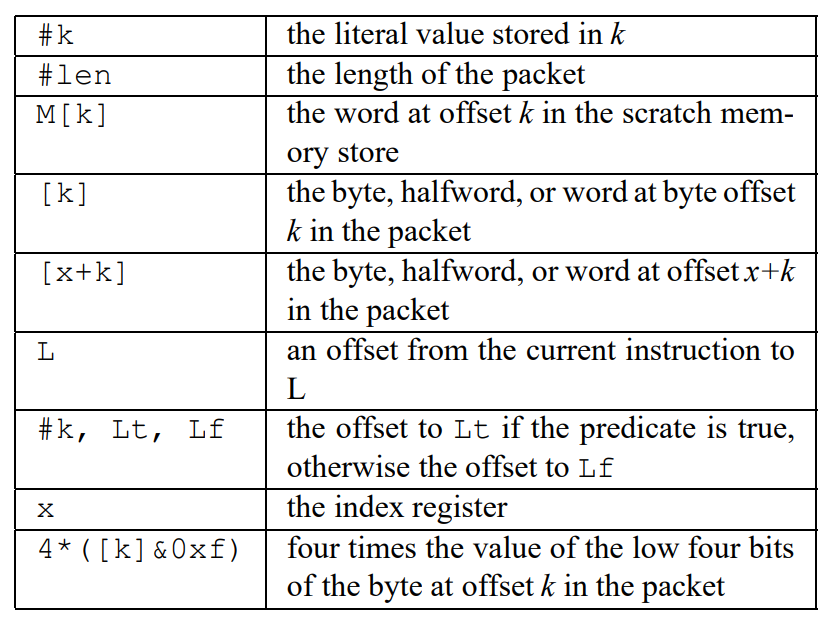 #k the literal value stored in k
#len the length of the packet
M[k] the word at offset k in the scratch mem-
ory store
[k] the byte, halfword, or word at byte offset
k in the packet
[x+k] the byte, halfword, or word at offset x+k
in the packet
L an offset from the current instruction to
L
#k, Lt, Lf the offset to Lt if the predicate is true,
otherwise the offset to Lf
x the index register
4*([k]&0xf) four times the value of the low four bits
of the byte at offset k in the packet